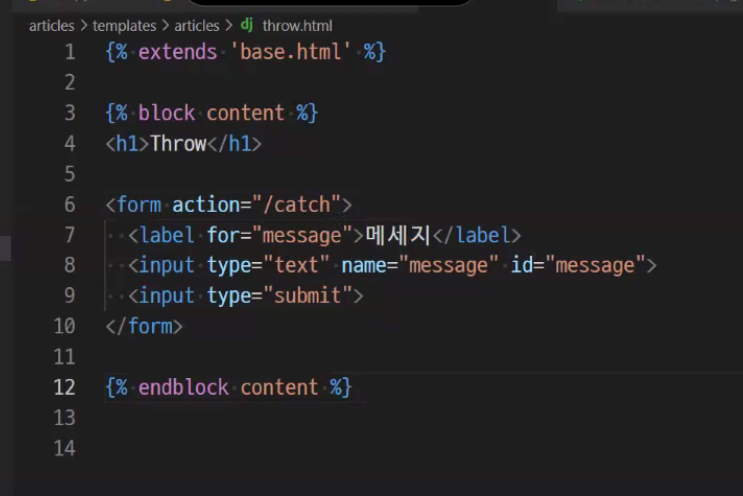 articles > templates > articles > dj throw.html
1 {% extends 'base.html' %}
2
3 {% block content %}
4 <h1>Throw</h1>
5
6 <form action="/catch">
7 <label for="message">메세지</label>
8 <input type="text" name="message" id="message">
9 <input type="submit">
10 </form>
11
12 {% endblock content %}
13
14